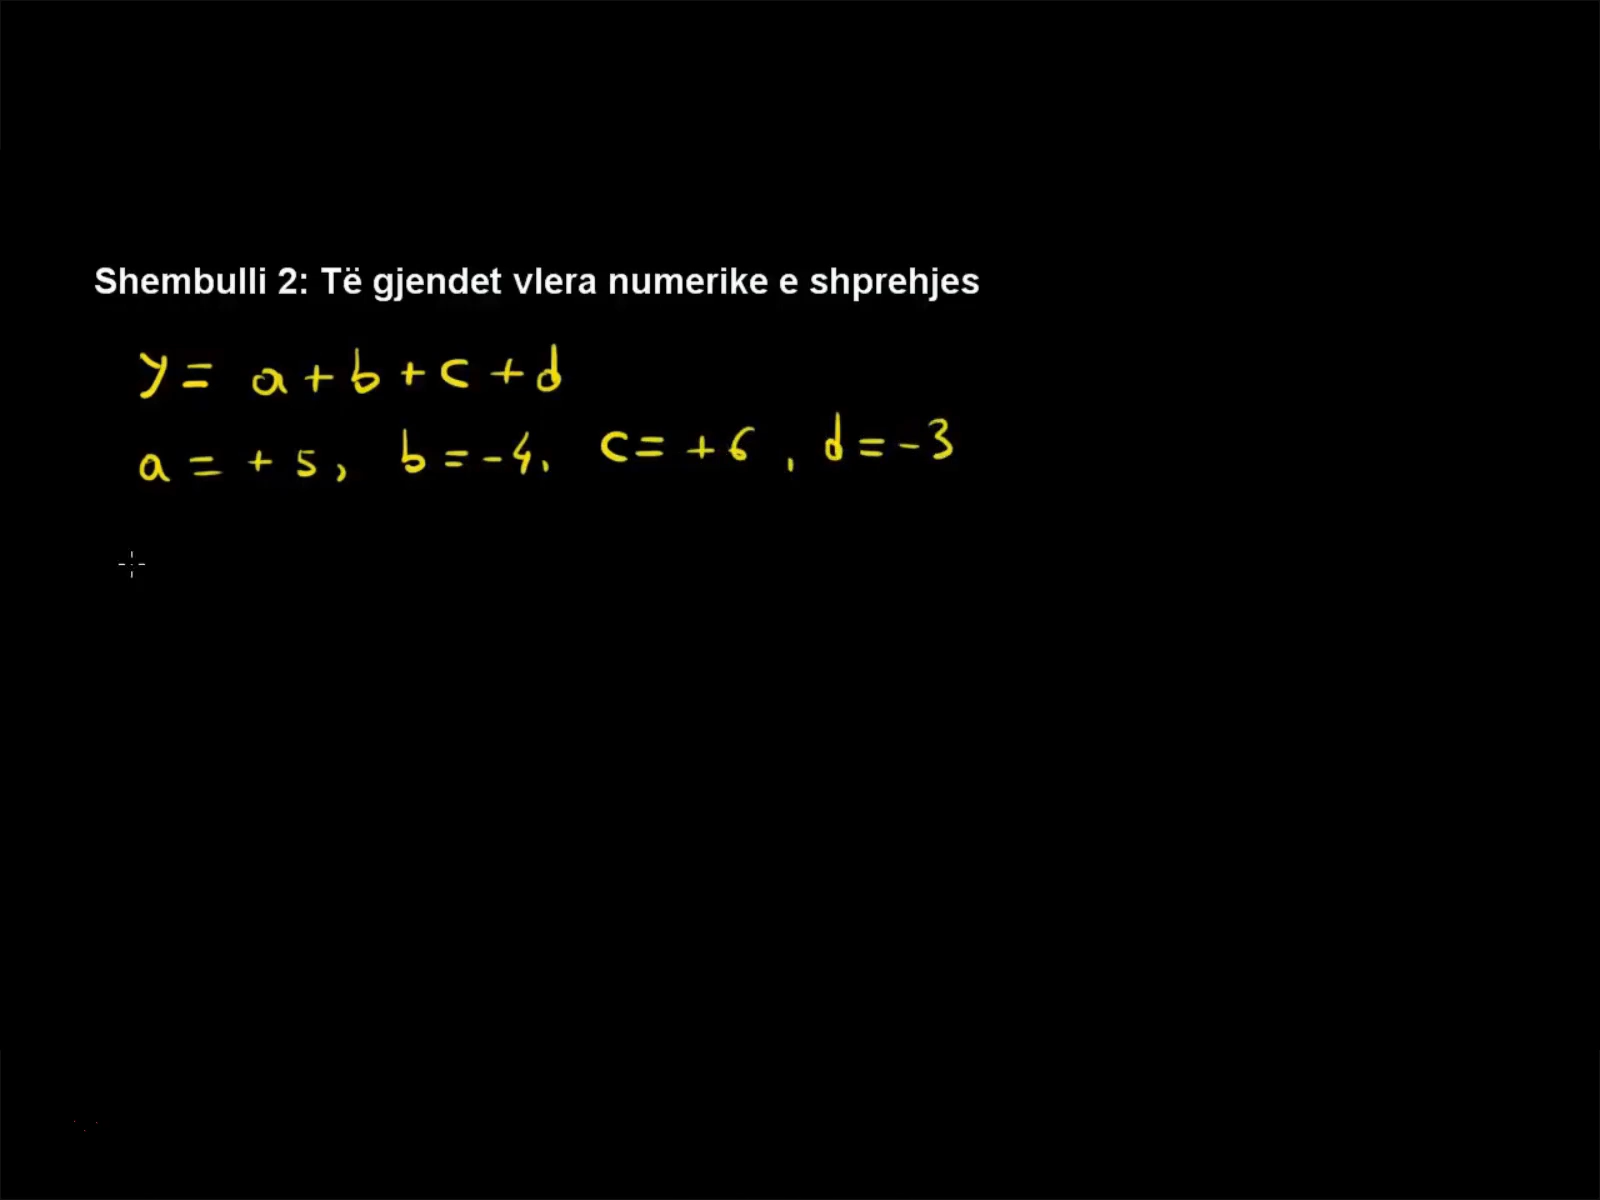 Shembulli 2: Të gjendet vlera numerike e shprehjes
y = a + b + c + d
a = + 5, b = - 4, c = + 6, d = - 3